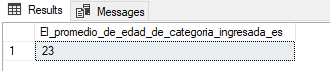 Results Messages
El_promedio_de_edad_de_categoria_ingresada_es
1 23